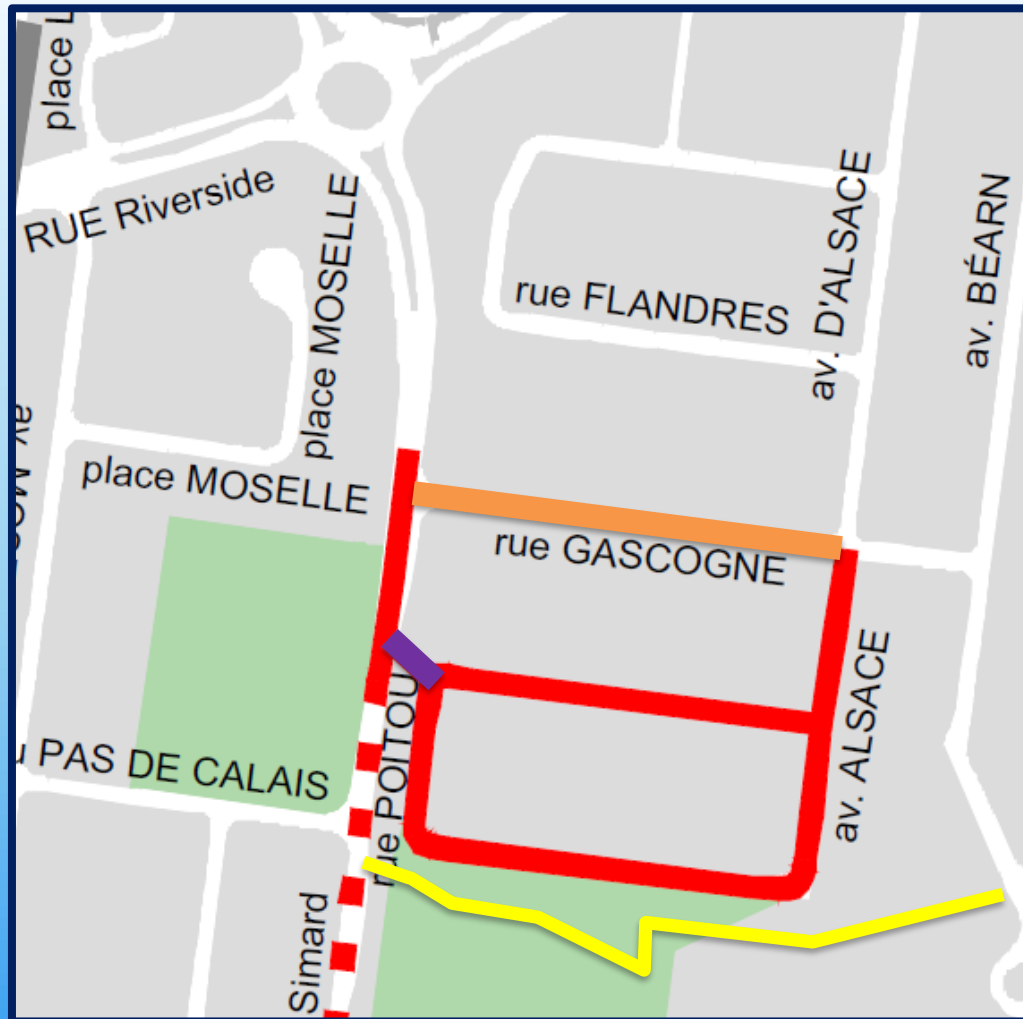 place L
RUE Riverside
place MOSELLE
av. D'ALSACE
av. BÉARN
rue FLANDRES
place MOSELLE
rue GASCOGNE
av. ALSACE
PAS DE CALAIS
rue POITOU
Simard